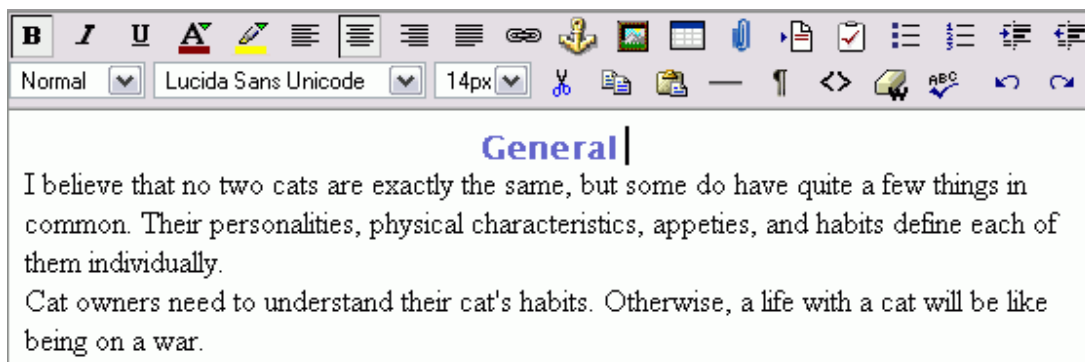 B I U A
Normal Lucida Sans Unicode 14px ABC
General
I believe that no two cats are exactly the same, but some do have quite a few things in
common. Their personalities, physical characteristics, appeties, and habits define each of
them individually.
Cat owners need to understand their cat's habits. Otherwise, a life with a cat will be like
being on a war.